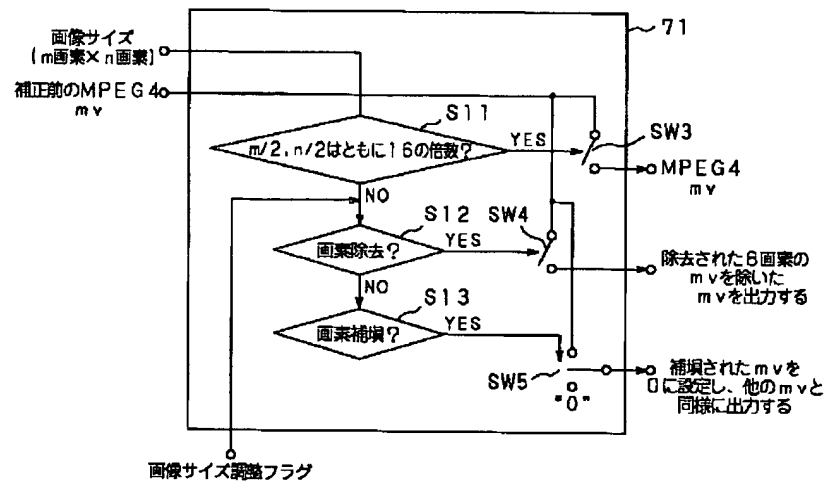 71
画像サイズ
(m画素×n画素)
補正前のMPEG4
mv
S11
m/2,n/2はともに16の倍数?
YES
SW3
MPEG4
mv
NO
S12
SW4
画素除去?
YES
除去された8画素の
mvを除いた
mvを出力する
NO
S13
画素補填?
YES
SW5
"0"
補填されたmvを
0に設定し、他のmvと
同様に出力する
画像サイズ調整フラグ